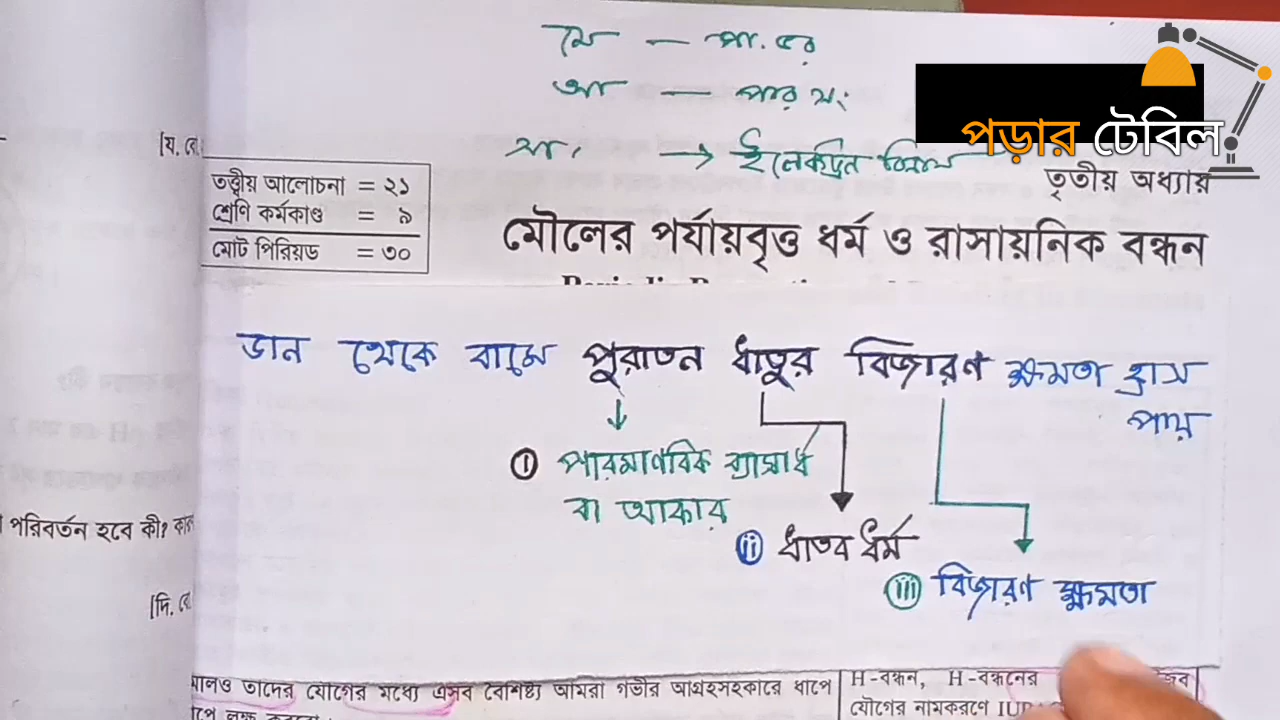 মে — পা. ভর
আ — পার সং
আ, → ইলেকট্রন বিন্যাস
পড়ার টেবিল
[য. বো
তৃতীয় অধ্যায়
তত্ত্বীয় আলোচনা = ২১
শ্রেণি কর্মকাণ্ড = ৯
মোট পিরিয়ড = ৩০
মৌলের পর্যায়বৃত্ত ধর্ম ও রাসায়নিক বন্ধন
ডান থেকে বামে পুরাতন ধাতুর বিজারণ ক্ষমতা হ্রাস
পায়
① পারমাণবিক ব্যাসার্ধ
বা আকার
পরিবর্তন হবে কী?
ii ধাতব ধর্ম
iii বিজারণ ক্ষমতা
[দি. বো
তাদের যোগের মধ্যে এসব বৈশিষ্ট্য আমরা গভীর আগ্রহসহকারে ধাপে
H-বন্ধন, H-বন্ধনের
যৌগের নামকরণে